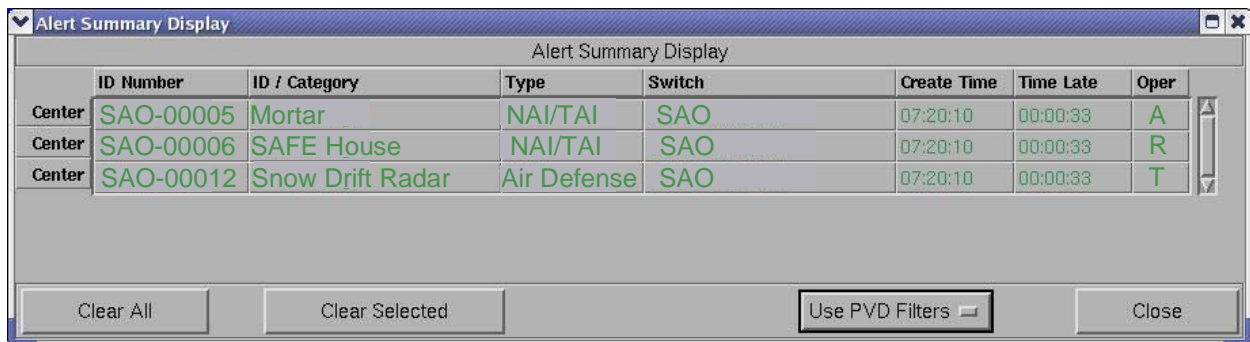 Alert Summary Display
Alert Summary Display
ID Number ID / Category Type Switch Create Time Time Late Oper
Center SAO-00005 Mortar NAI/TAI SAO 07:20:10 00:00:33 A
Center SAO-00006 SAFE House NAI/TAI SAO 07:20:10 00:00:33 R
Center SAO-00012 Snow Drift Radar Air Defense SAO 07:20:10 00:00:33 T
Clear All Clear Selected Use PVD Filters Close